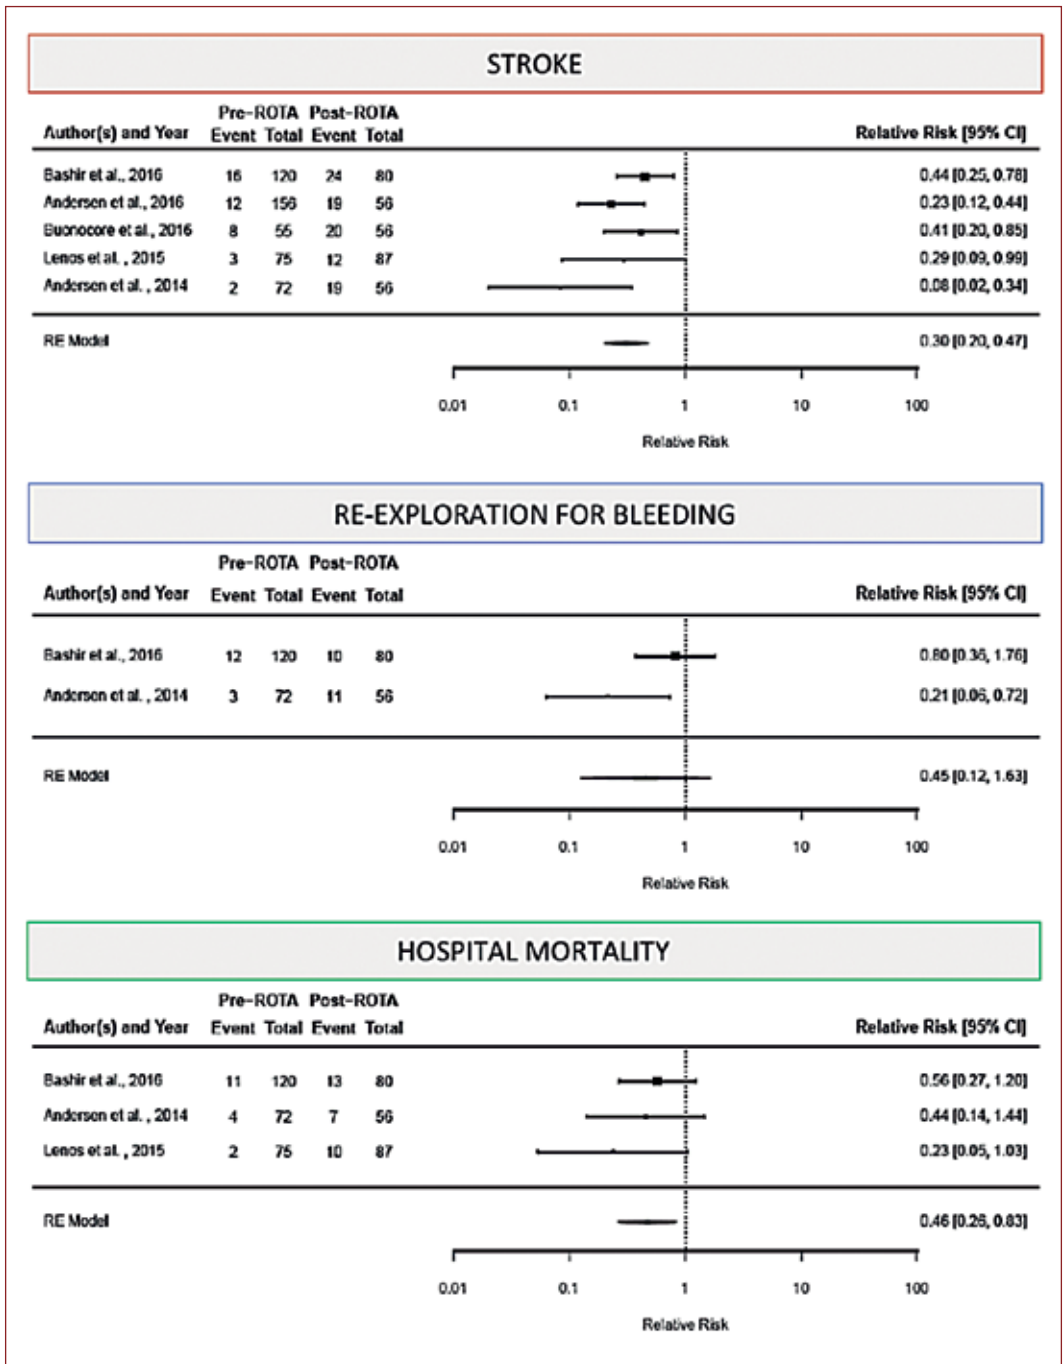 STROKE
Pre-ROTA Post-ROTA
Author(s) and Year Event Total Event Total Relative Risk [95% CI]
Bashir et al., 2016 16 120 24 80 0.44 [0.25, 0.78]
Andersen et al., 2016 12 156 19 56 0.23 [0.12, 0.44]
Buonocore et al., 2016 8 55 20 56 0.41 [0.20, 0.85]
Lenos et al. , 2015 3 75 12 87 0.29 [0.09, 0.99]
Andersen et al. , 2014 2 72 19 56 0.08 [0.02, 0.34]
RE Model 0.30 [0.20, 0.47]
0.01 0.1 1 10 100
Relative Risk
RE-EXPLORATION FOR BLEEDING
Pre-ROTA Post-ROTA
Author(s) and Year Event Total Event Total Relative Risk [95% CI]
Bashir et al., 2016 12 120 10 80 0.80 [0.36, 1.76]
Andersen et al. , 2014 3 72 11 56 0.21 [0.06, 0.72]
RE Model 0.45 [0.12, 1.63]
0.01 0.1 1 10 100
Relative Risk
HOSPITAL MORTALITY
Pre-ROTA Post-ROTA
Author(s) and Year Event Total Event Total Relative Risk [95% CI]
Bashir et al., 2016 11 120 13 80 0.56 [0.27, 1.20]
Andersen et al. , 2014 4 72 7 56 0.44 [0.14, 1.44]
Lenos et al. , 2015 2 75 10 87 0.23 [0.05, 1.03]
RE Model 0.46 [0.26, 0.83]
0.01 0.1 1 10 100
Relative Risk